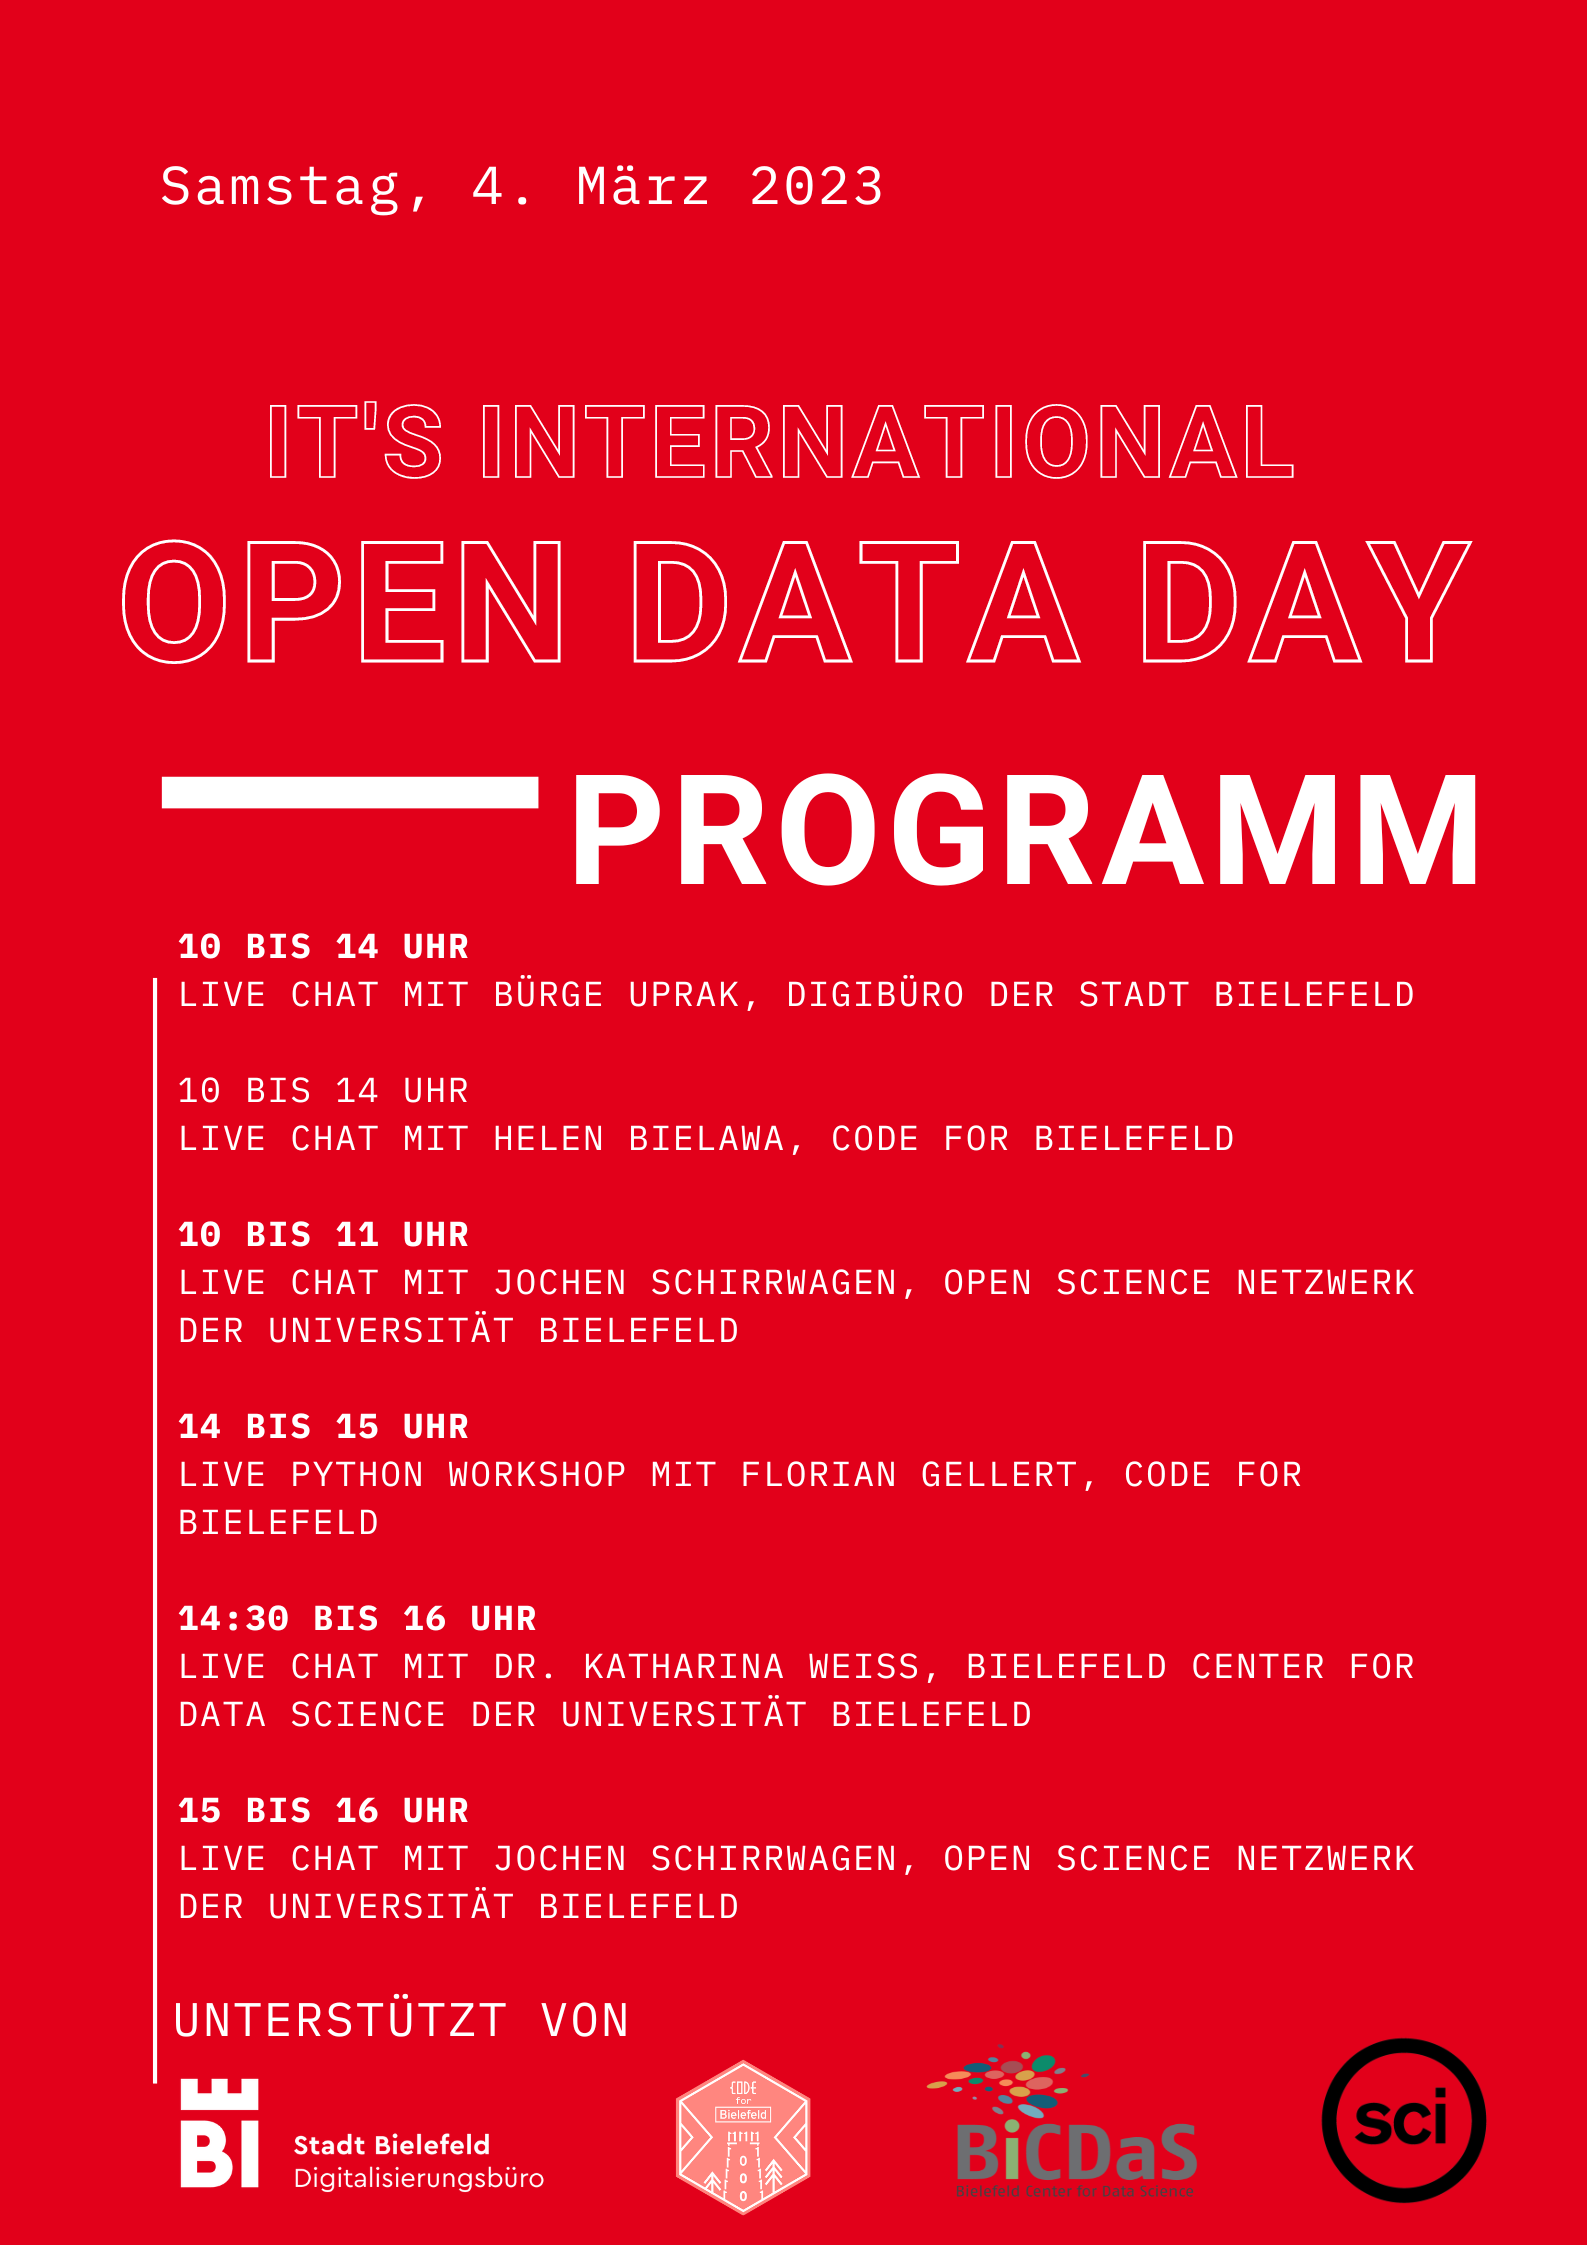 Samstag, 4. März 2023
IT'S INTERNATIONAL
OPEN DATA DAY
PROGRAMM
10 BIS 14 UHR
LIVE CHAT MIT BÜRGE UPRAK, DIGIBÜRO DER STADT BIELEFELD
10 BIS 14 UHR
LIVE CHAT MIT HELEN BIELAWA, CODE FOR BIELEFELD
10 BIS 11 UHR
LIVE CHAT MIT JOCHEN SCHIRRWAGEN, OPEN SCIENCE NETZWERK
DER UNIVERSITÄT BIELEFELD
14 BIS 15 UHR
LIVE PYTHON WORKSHOP MIT FLORIAN GELLERT, CODE FOR
BIELEFELD
14:30 BIS 16 UHR
LIVE CHAT MIT DR. KATHARINA WEISS, BIELEFELD CENTER FOR
DATA SCIENCE DER UNIVERSITÄT BIELEFELD
15 BIS 16 UHR
LIVE CHAT MIT JOCHEN SCHIRRWAGEN, OPEN SCIENCE NETZWERK
DER UNIVERSITÄT BIELEFELD
UNTERSTÜTZT VON
BI
Stadt Bielefeld
Digitalisierungsbüro
CODE
for
Bielefeld
0
0
0
BiCDaS
Bielefeld Center for Data Science
sci